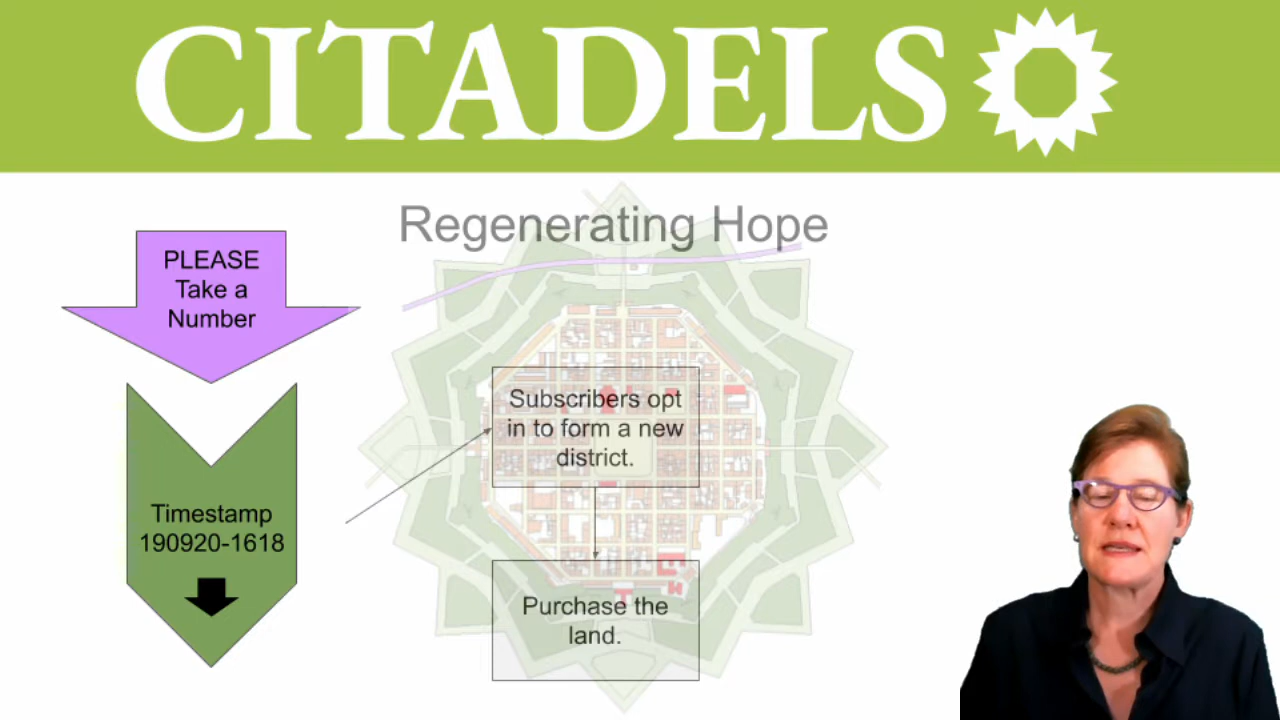 CITADELS
Regenerating Hope
PLEASE
Take a
Number
Timestamp
190920-1618
Subscribers opt
in to form a new
district.
Purchase the
land.